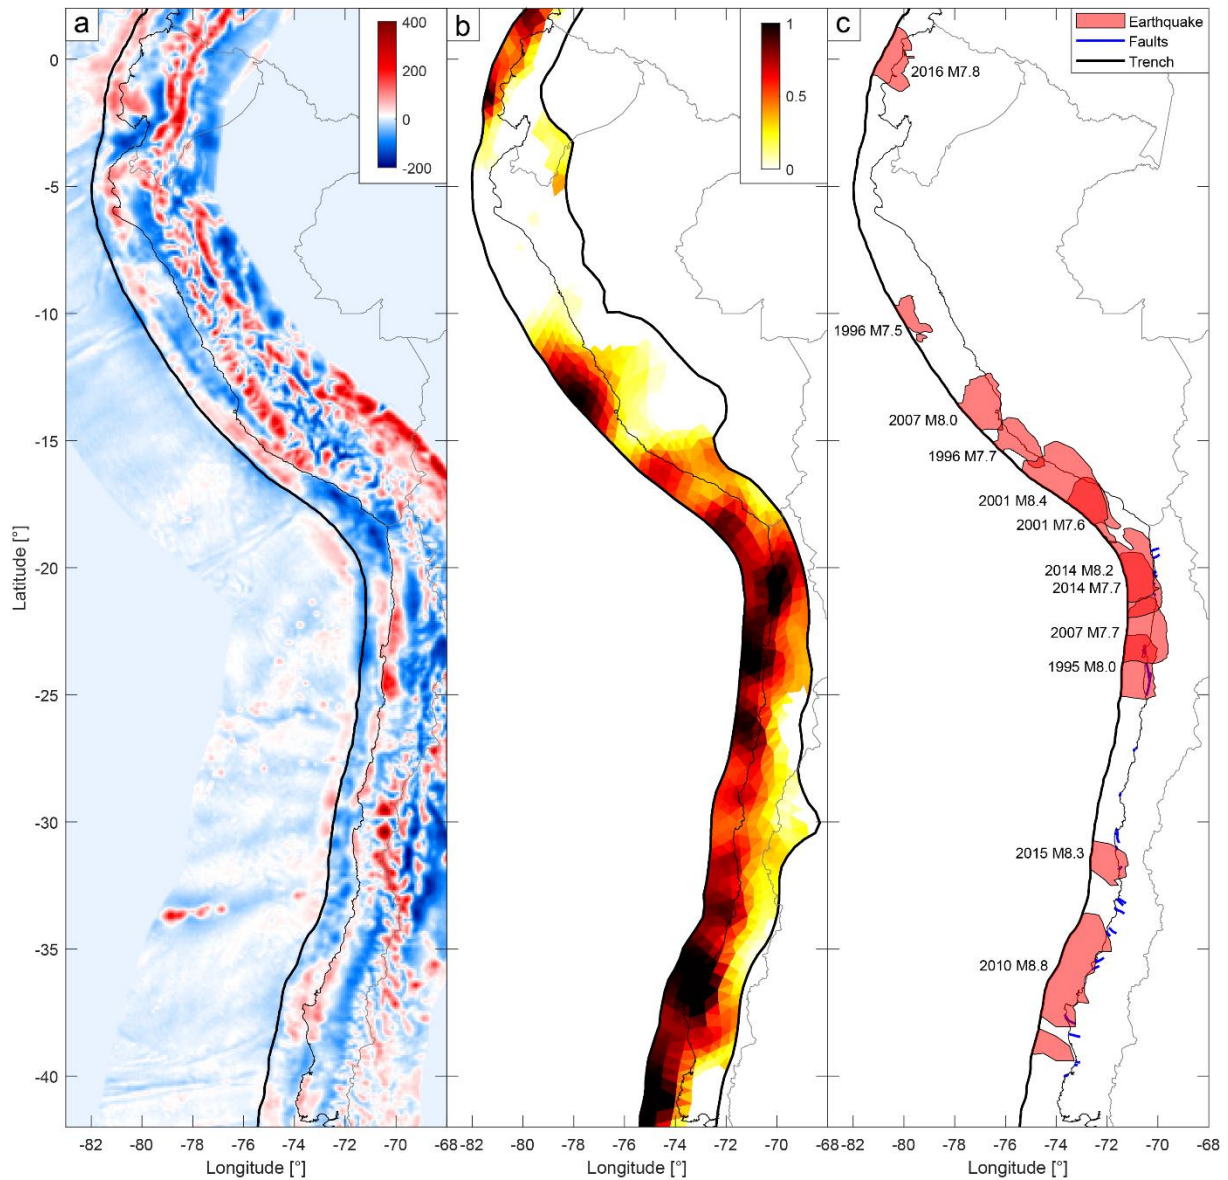 a
400
200
0
-200
b
1
0.5
0
c
Earthquake
Faults
Trench
0
-5
-10
-15
-20
-25
-30
-35
-40
Latitude [°]
2016 M7.8
1996 M7.5
2007 M8.0
1996 M7.7
2001 M8.4
2001 M7.6
2014 M8.2
2014 M7.7
2007 M7.7
1995 M8.0
2015 M8.3
2010 M8.8
-82 -80 -78 -76 -74 -72 -70 -68
-82 -80 -78 -76 -74 -72 -70 -68
-82 -80 -78 -76 -74 -72 -70 -68
Longitude [°]
Longitude [°]
Longitude [°]